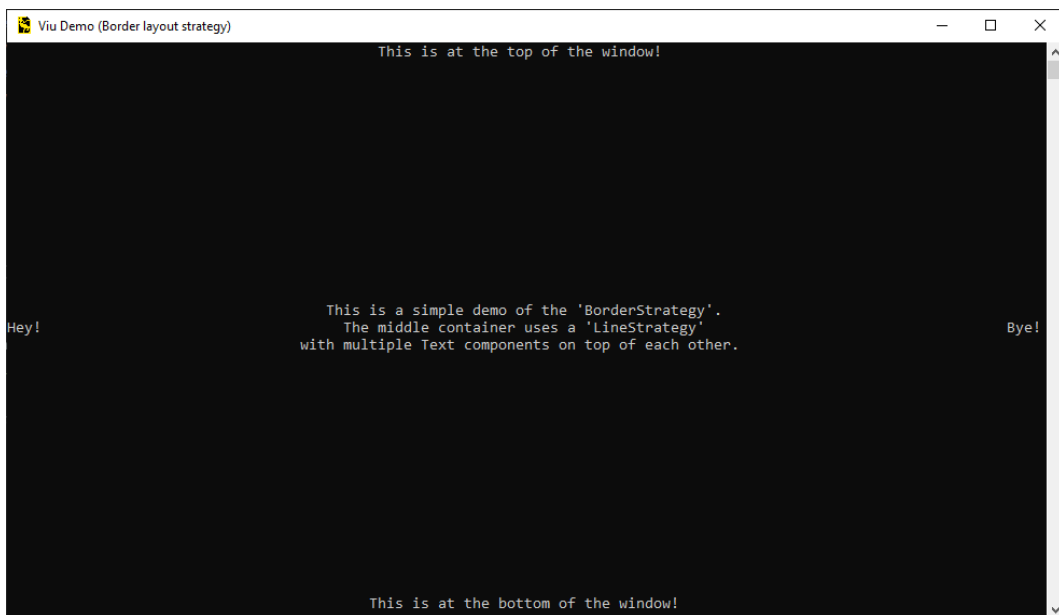 Viu Demo (Border layout strategy)
This is at the top of the window!
This is a simple demo of the 'BorderStrategy'.
Hey! The middle container uses a 'LineStrategy' Bye!
with multiple Text components on top of each other.
This is at the bottom of the window!